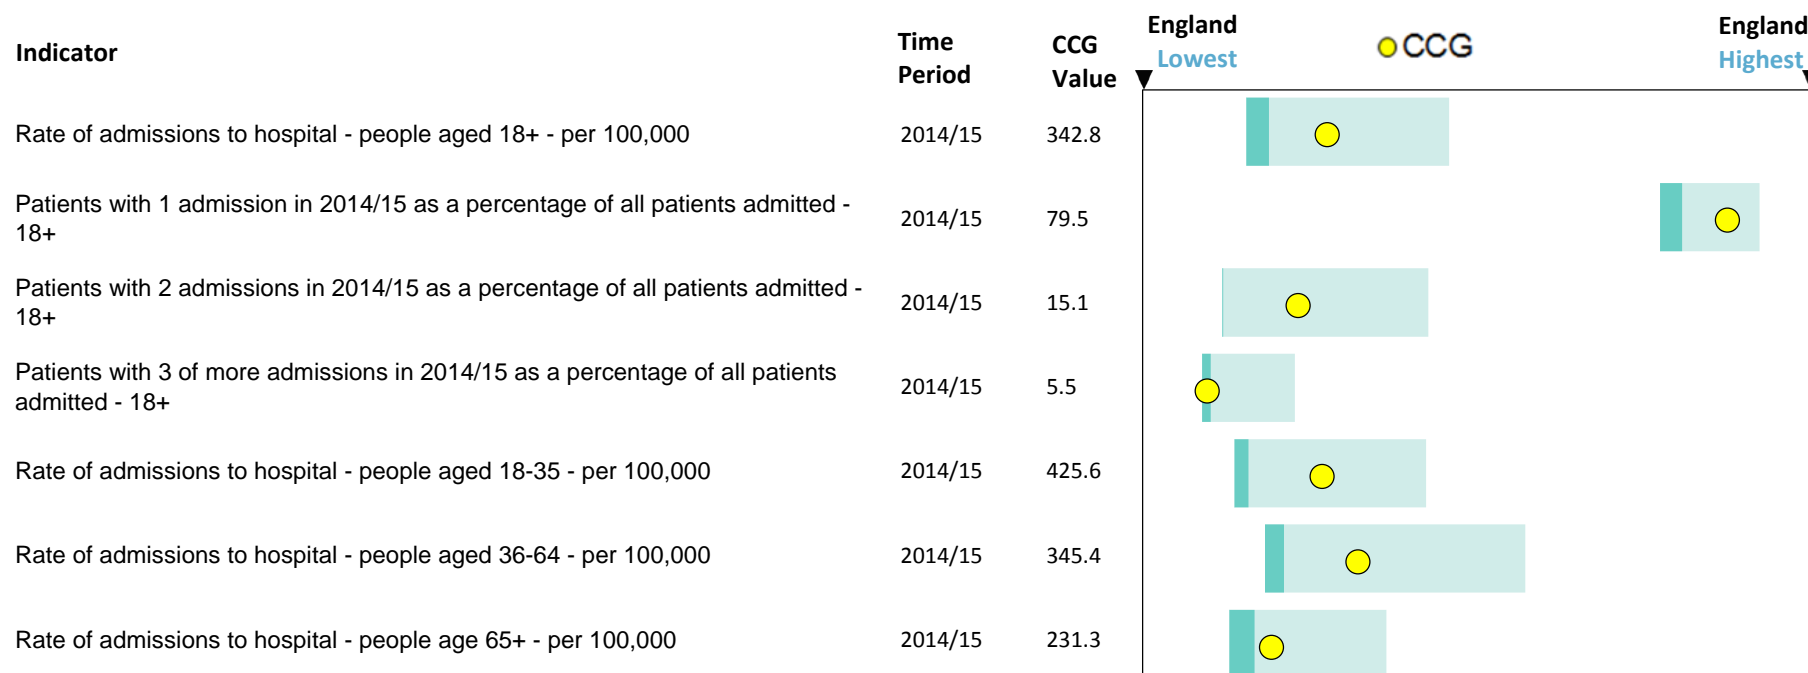 Indicator
Time Period
CCG Value
England Lowest
CCG
England Highest
Rate of admissions to hospital - people aged 18+ - per 100,000 2014/15 342.8
Patients with 1 admission in 2014/15 as a percentage of all patients admitted -
18+
2014/15 79.5
Patients with 2 admissions in 2014/15 as a percentage of all patients admitted -
18+
2014/15 15.1
Patients with 3 of more admissions in 2014/15 as a percentage of all patients
admitted - 18+
2014/15 5.5
Rate of admissions to hospital - people aged 18-35 - per 100,000 2014/15 425.6
Rate of admissions to hospital - people aged 36-64 - per 100,000 2014/15 345.4
Rate of admissions to hospital - people age 65+ - per 100,000 2014/15 231.3